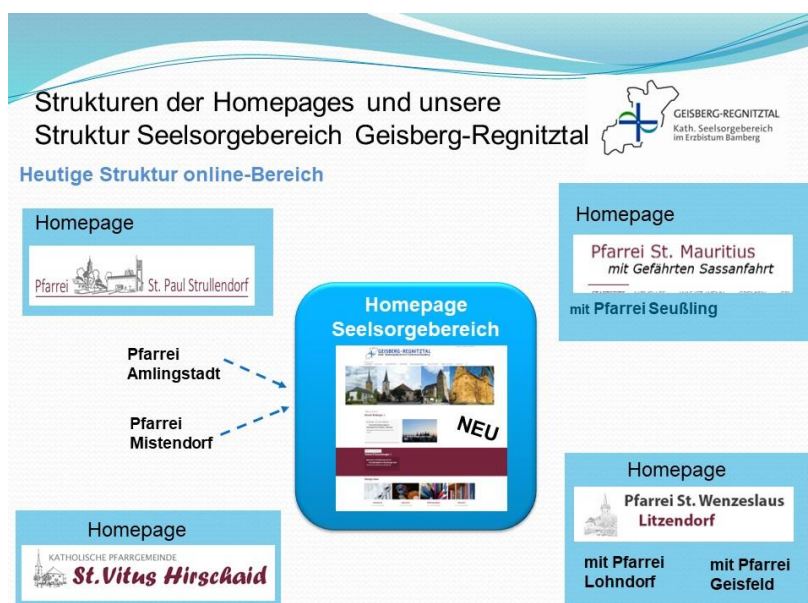 Strukturen der Homepages und unsere
Struktur Seelsorgebereich Geisberg-Regnitztal
GEISBERG-REGNITZTAL
Kath. Seelsorgebereich
im Erzbistum Bamberg
Heutige Struktur online-Bereich
Homepage
Pfarrei St. Paul Strullendorf
Homepage
Pfarrei St. Mauritius
mit Gefährten Sassanfahrt
mit Pfarrei Seußling
Homepage
Seelsorgebereich
GEISBERG-REGNITZTAL
NEU
Pfarrei
Amlingstadt
Pfarrei
Mistendorf
Homepage
KATHOLISCHE PFARRGEMEINDE
St. Vitus Hirschaid
Homepage
Pfarrei St. Wenzeslaus
Litzendorf
mit Pfarrei
Lohndorf
mit Pfarrei
Geisfeld